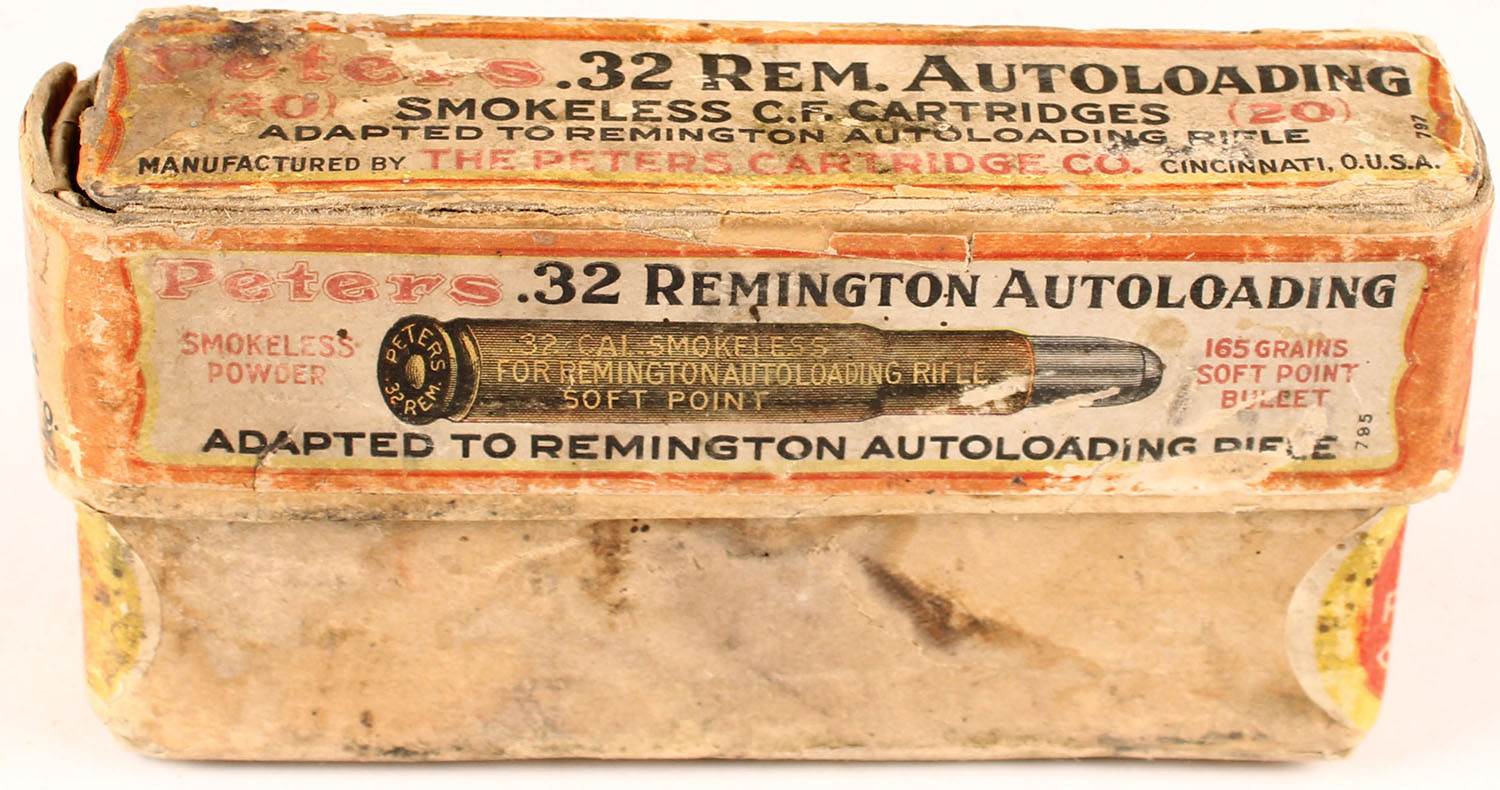 Peters .32 REM. AUTOLOADING
(20) SMOKELESS C.F. CARTRIDGES (20)
ADAPTED TO REMINGTON AUTOLOADING RIFLE
797
MANUFACTURED BY THE PETERS CARTRIDGE CO. CINCINNATI, O.U.S.A.
Peters .32 REMINGTON AUTOLOADING
SMOKELESS
POWDER
PETERS
.32 REM.
32 CAL. SMOKELESS
FOR REMINGTON AUTOLOADING RIFLE
SOFT POINT
165 GRAINS
SOFT POINT
BULLET
ADAPTED TO REMINGTON AUTOLOADING RIFLE
795